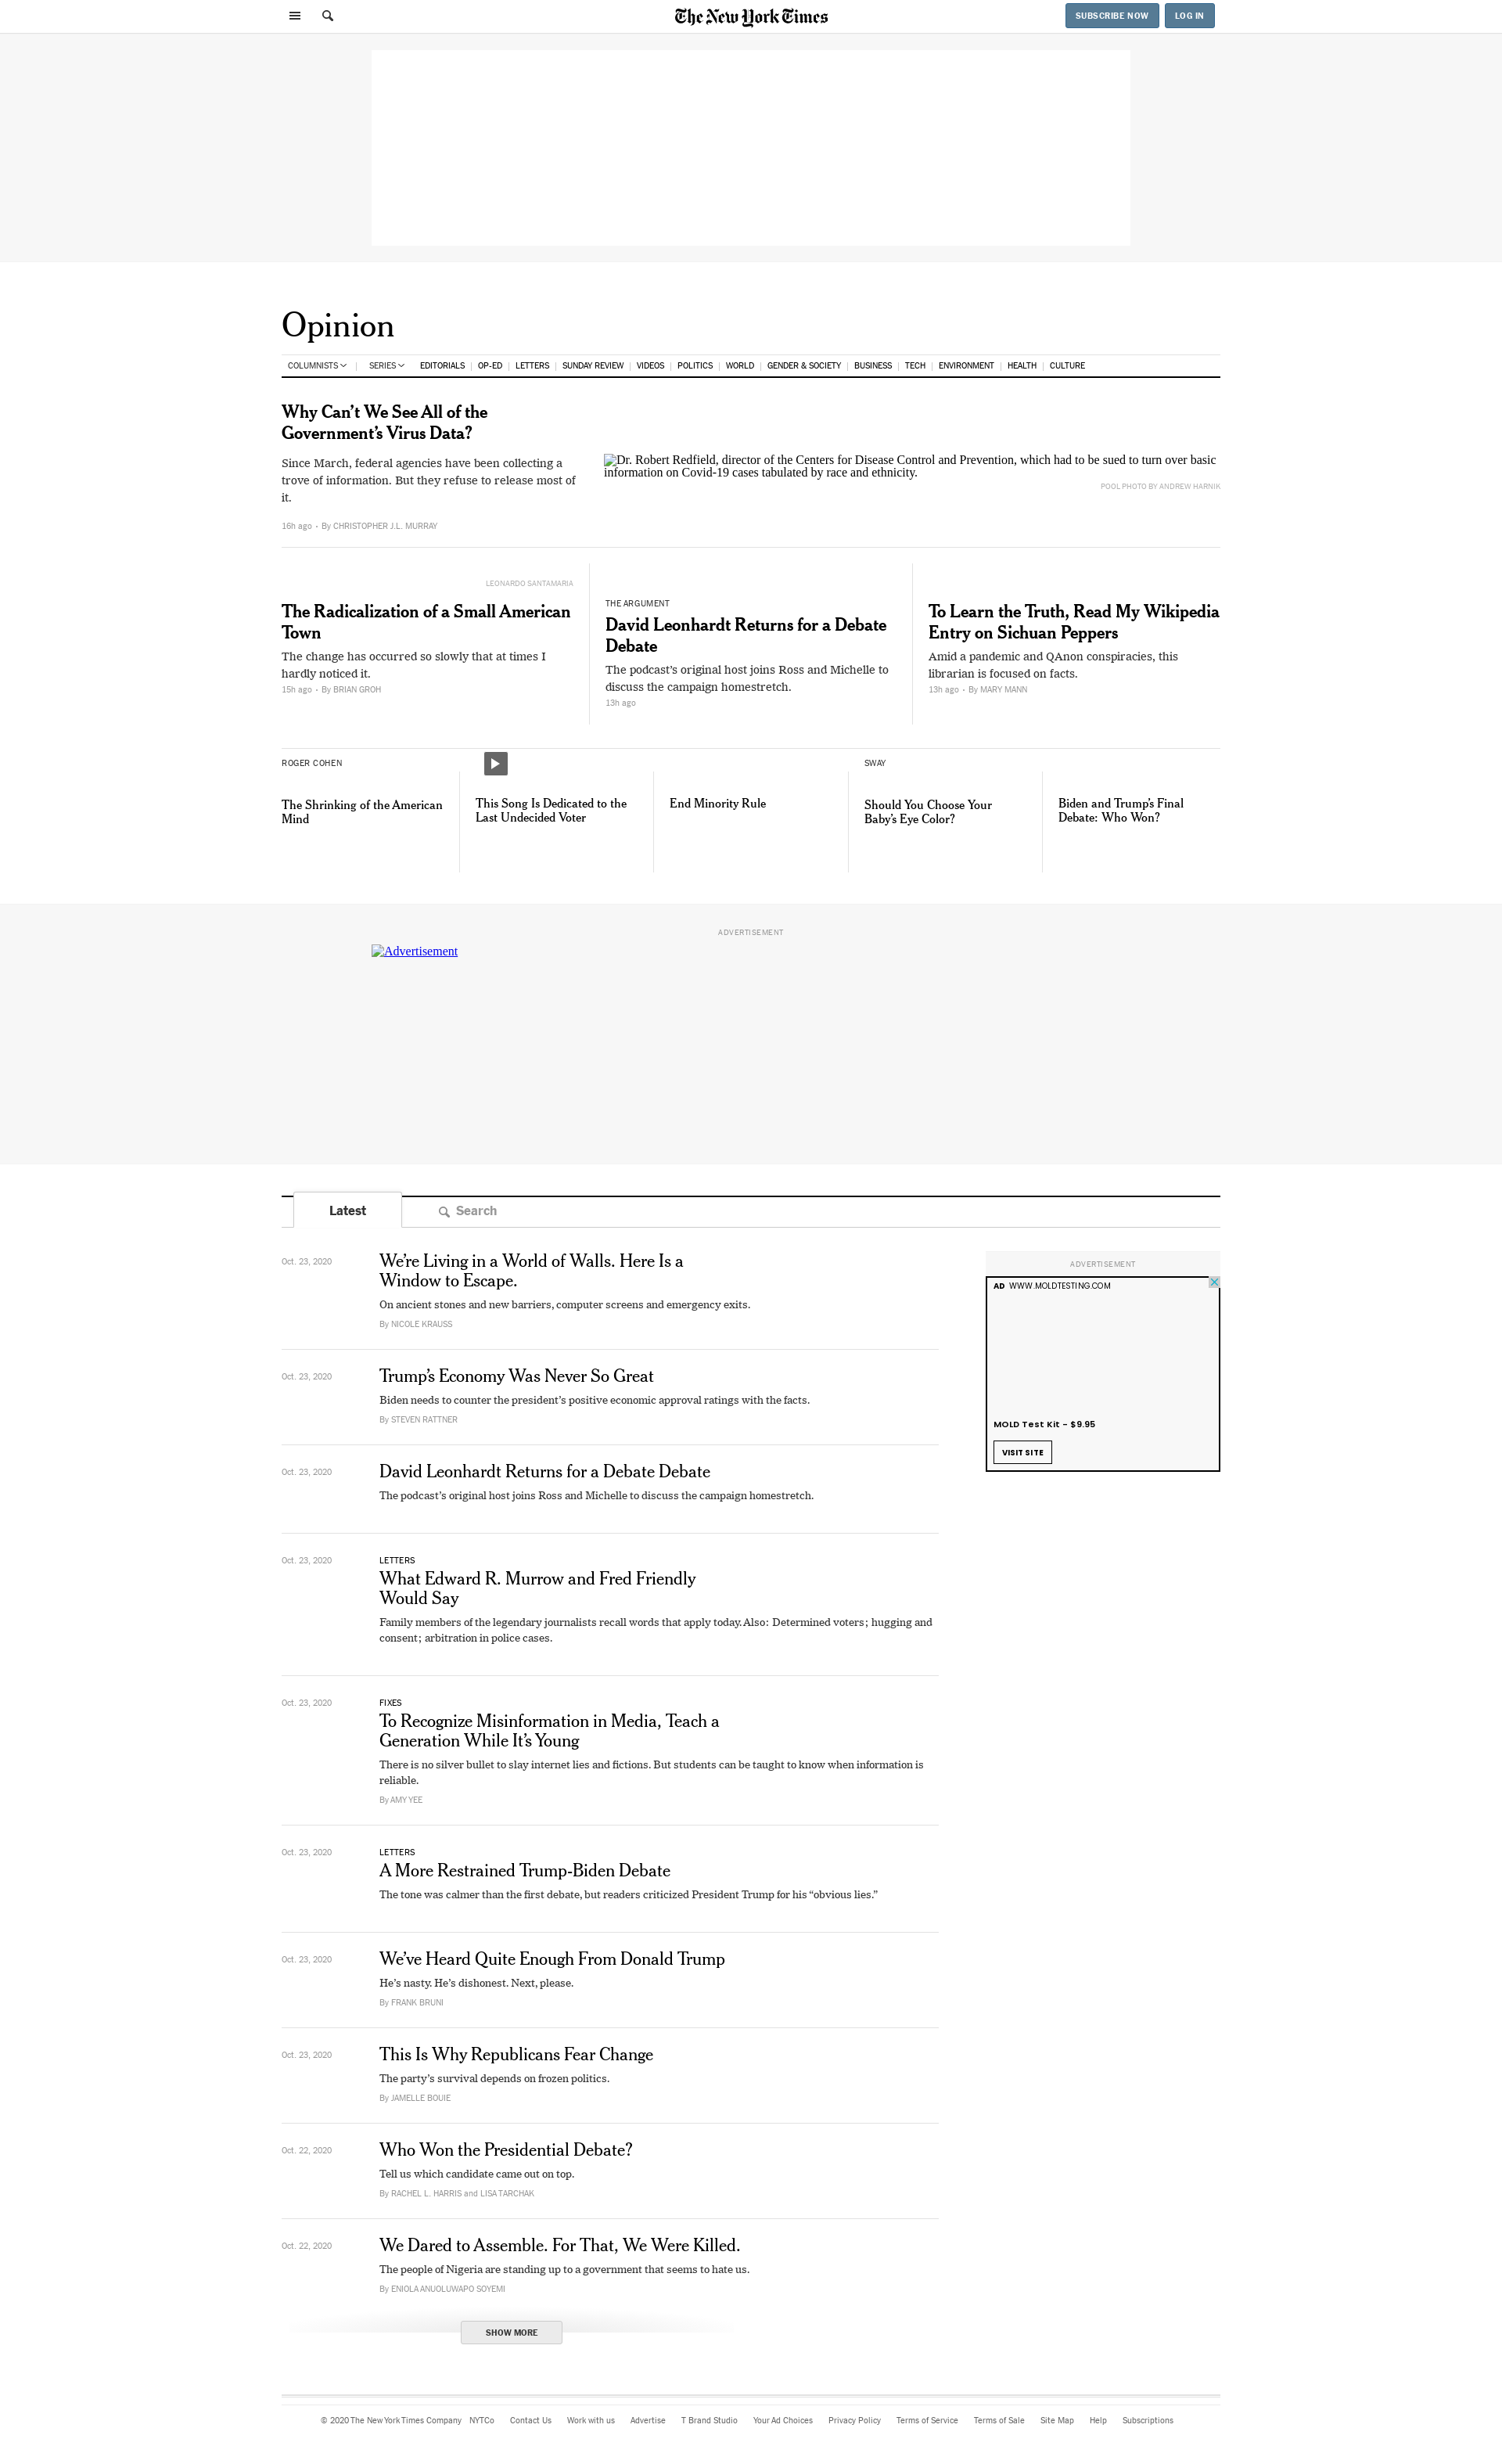 The New York Times
SUBSCRIBE NOW
LOG IN
Opinion
COLUMNISTS | SERIES EDITORIALS | OP-ED | LETTERS | SUNDAY REVIEW | VIDEOS | POLITICS | WORLD | GENDER & SOCIETY | BUSINESS | TECH | ENVIRONMENT | HEALTH | CULTURE
Why Can’t We See All of the
Government’s Virus Data?
Since March, federal agencies have been collecting a
trove of information. But they refuse to release most of
it.
16h ago • By CHRISTOPHER J.L. MURRAY
Dr. Robert Redfield, director of the Centers for Disease Control and Prevention, which had to be sued to turn over basic
information on Covid-19 cases tabulated by race and ethnicity.
POOL PHOTO BY ANDREW HARNIK
LEONARDO SANTAMARIA
The Radicalization of a Small American
Town
The change has occurred so slowly that at times I
hardly noticed it.
15h ago • By BRIAN GROH
THE ARGUMENT
David Leonhardt Returns for a Debate
Debate
The podcast’s original host joins Ross and Michelle to
discuss the campaign homestretch.
13h ago
To Learn the Truth, Read My Wikipedia
Entry on Sichuan Peppers
Amid a pandemic and QAnon conspiracies, this
librarian is focused on facts.
13h ago • By MARY MANN
ROGER COHEN
The Shrinking of the American
Mind
This Song Is Dedicated to the
Last Undecided Voter
End Minority Rule
SWAY
Should You Choose Your
Baby’s Eye Color?
Biden and Trump’s Final
Debate: Who Won?
ADVERTISEMENT
Advertisement
Latest
Search
Oct. 23, 2020
We’re Living in a World of Walls. Here Is a
Window to Escape.
On ancient stones and new barriers, computer screens and emergency exits.
By NICOLE KRAUSS
ADVERTISEMENT
AD WWW.MOLDTESTING.COM
MOLD Test Kit - $9.95
VISIT SITE
Oct. 23, 2020
Trump’s Economy Was Never So Great
Biden needs to counter the president’s positive economic approval ratings with the facts.
By STEVEN RATTNER
Oct. 23, 2020
David Leonhardt Returns for a Debate Debate
The podcast’s original host joins Ross and Michelle to discuss the campaign homestretch.
Oct. 23, 2020
LETTERS
What Edward R. Murrow and Fred Friendly
Would Say
Family members of the legendary journalists recall words that apply today. Also: Determined voters; hugging and
consent; arbitration in police cases.
Oct. 23, 2020
FIXES
To Recognize Misinformation in Media, Teach a
Generation While It’s Young
There is no silver bullet to slay internet lies and fictions. But students can be taught to know when information is
reliable.
By AMY YEE
Oct. 23, 2020
LETTERS
A More Restrained Trump-Biden Debate
The tone was calmer than the first debate, but readers criticized President Trump for his “obvious lies.”
Oct. 23, 2020
We’ve Heard Quite Enough From Donald Trump
He’s nasty. He’s dishonest. Next, please.
By FRANK BRUNI
Oct. 23, 2020
This Is Why Republicans Fear Change
The party’s survival depends on frozen politics.
By JAMELLE BOUIE
Oct. 22, 2020
Who Won the Presidential Debate?
Tell us which candidate came out on top.
By RACHEL L. HARRIS and LISA TARCHAK
Oct. 22, 2020
We Dared to Assemble. For That, We Were Killed.
The people of Nigeria are standing up to a government that seems to hate us.
By ENIOLA ANUOLUWAPO SOYEMI
SHOW MORE
© 2020 The New York Times Company NYTCo Contact Us Work with us Advertise T Brand Studio Your Ad Choices Privacy Policy Terms of Service Terms of Sale Site Map Help Subscriptions